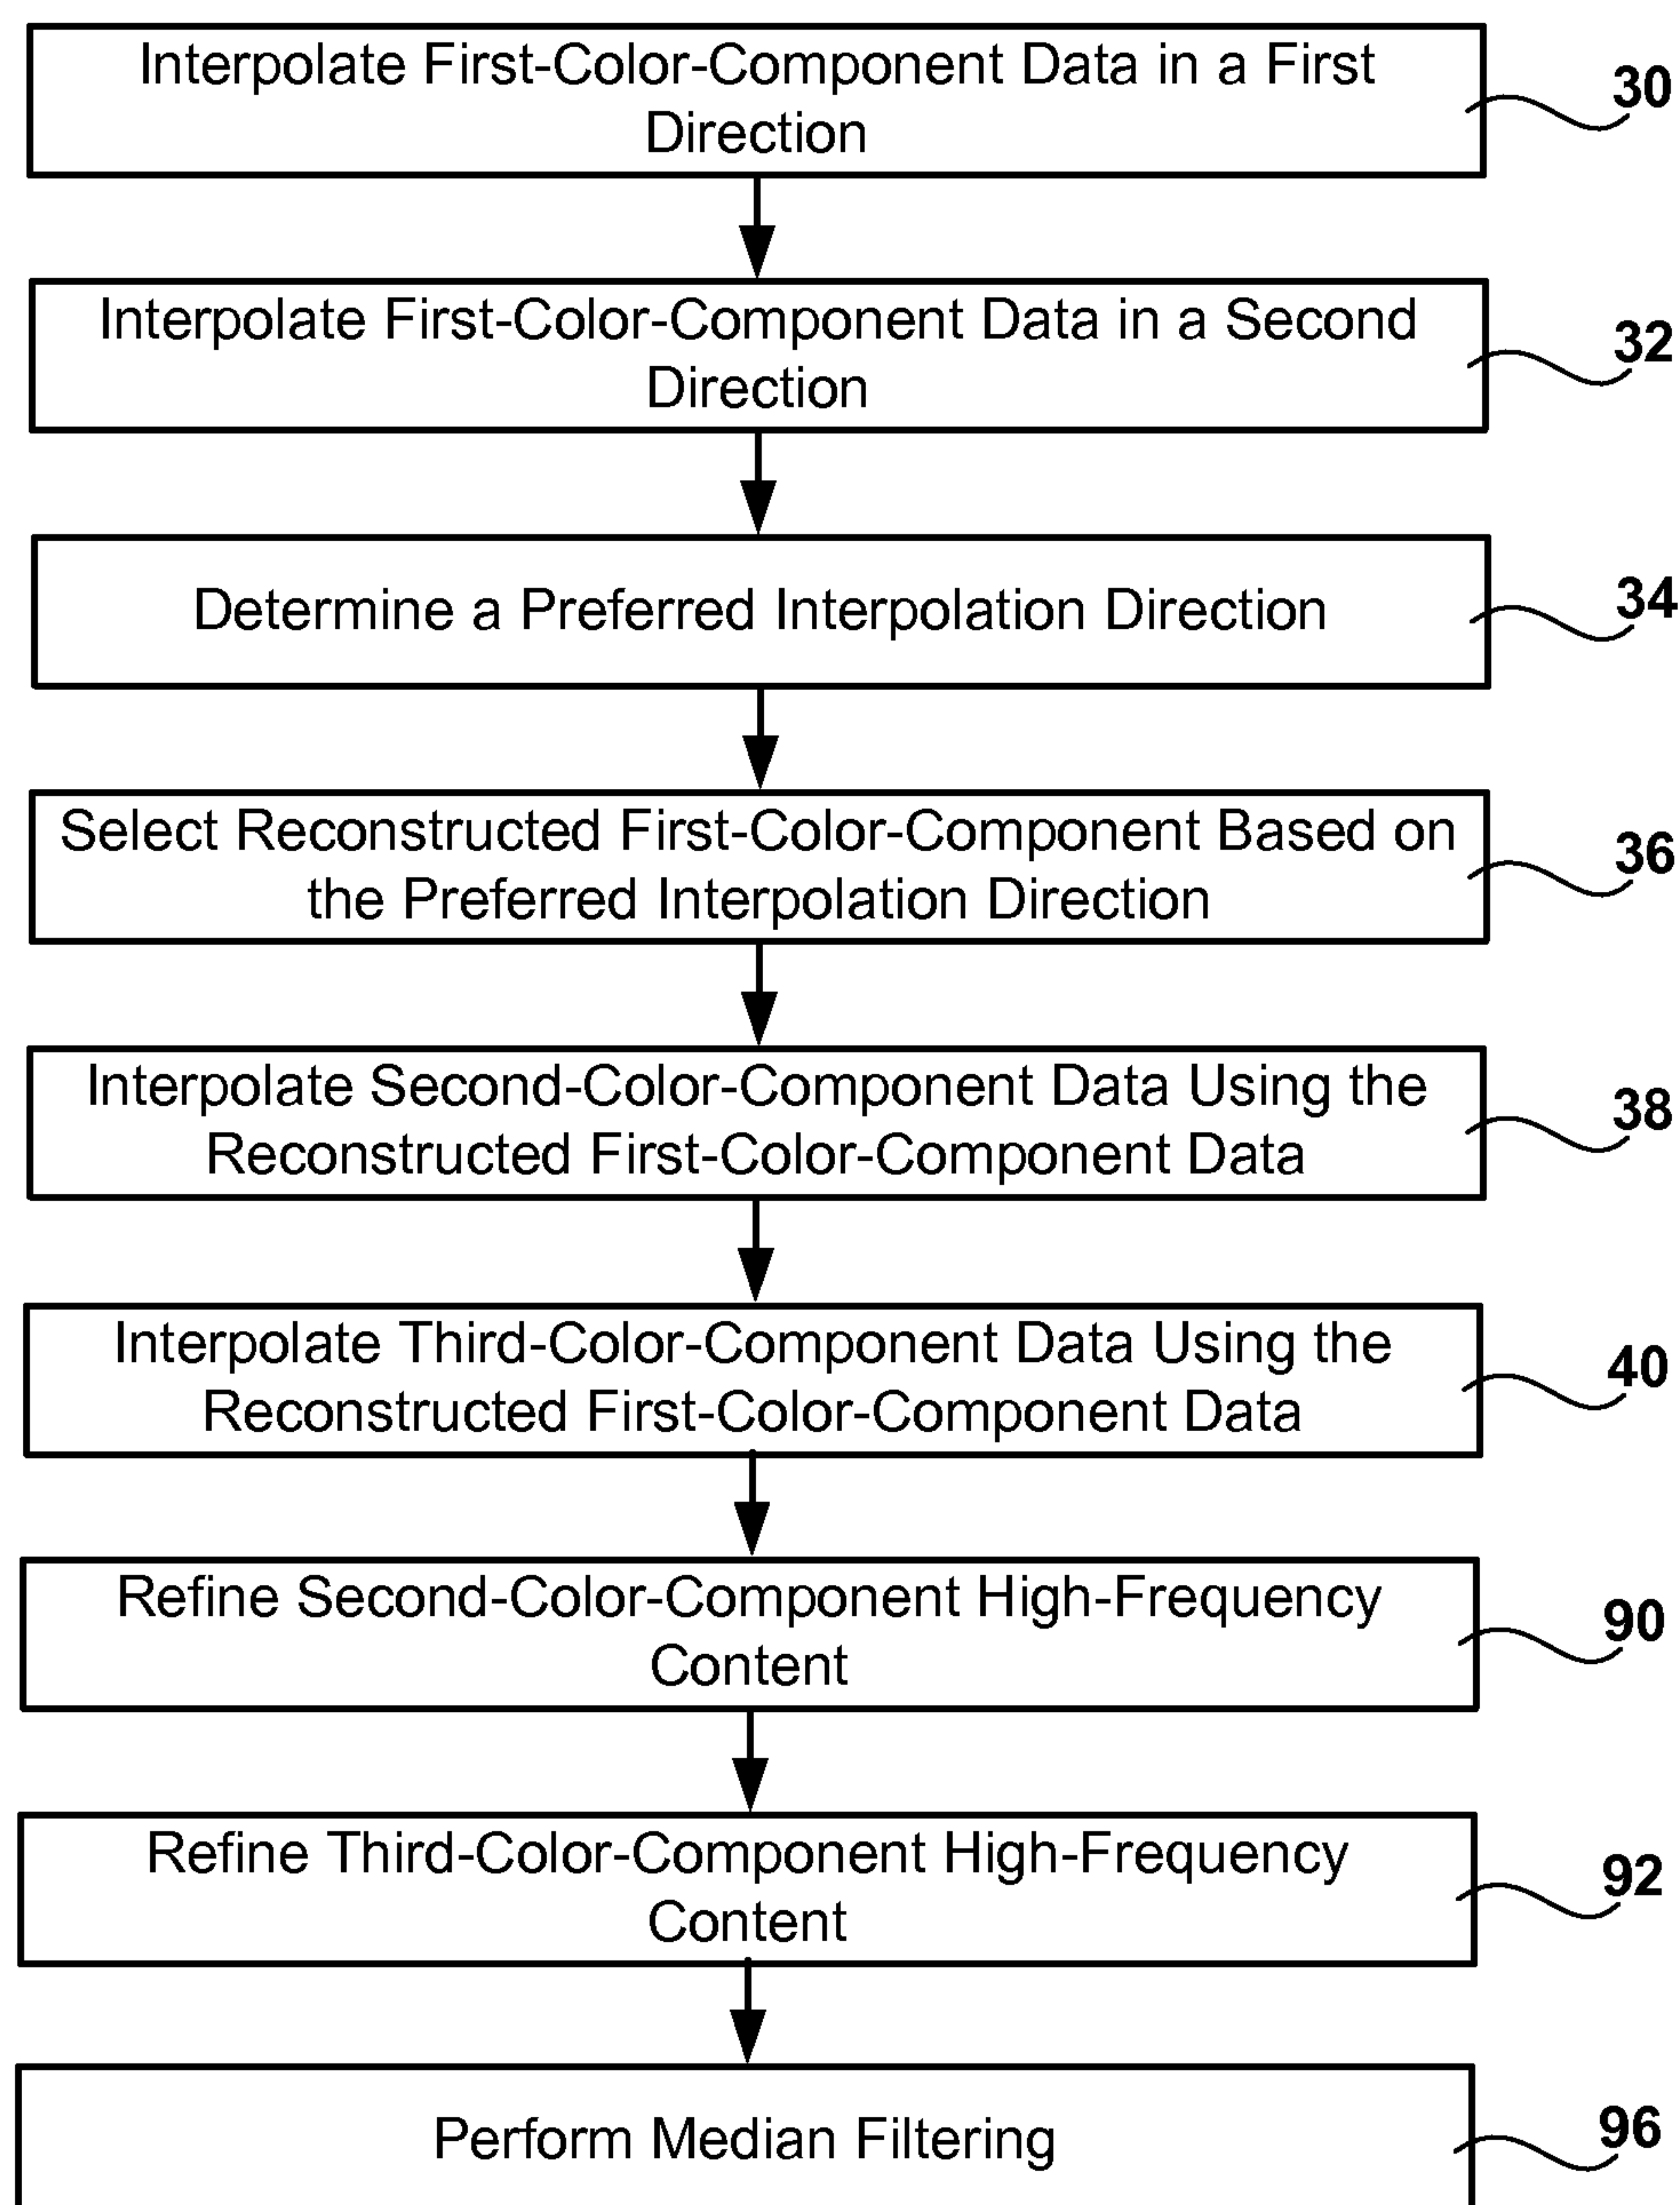 Interpolate First-Color-Component Data in a First
Direction
30
Interpolate First-Color-Component Data in a Second
Direction
32
Determine a Preferred Interpolation Direction
34
Select Reconstructed First-Color-Component Based on
the Preferred Interpolation Direction
36
Interpolate Second-Color-Component Data Using the
Reconstructed First-Color-Component Data
38
Interpolate Third-Color-Component Data Using the
Reconstructed First-Color-Component Data
40
Refine Second-Color-Component High-Frequency
Content
90
Refine Third-Color-Component High-Frequency
Content
92
Perform Median Filtering
96